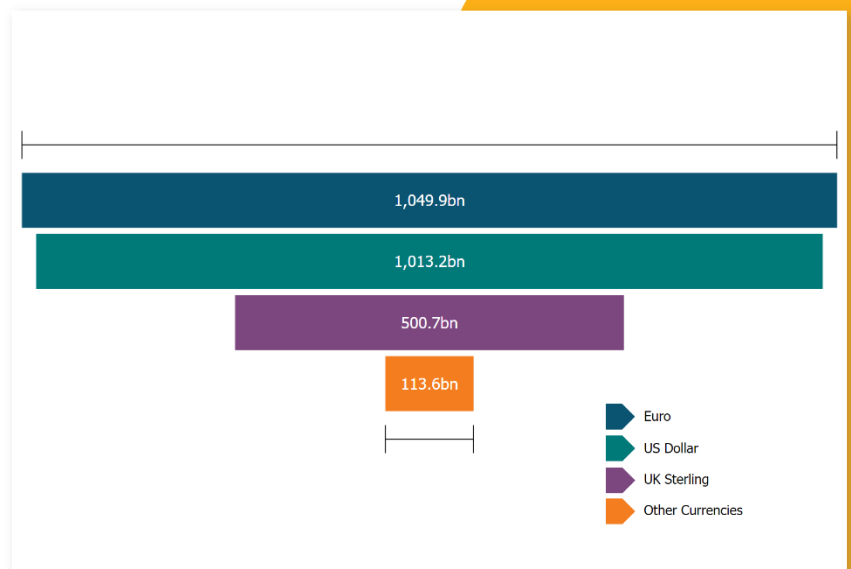 1,049.9bn
1,013.2bn
500.7bn
113.6bn
Euro
US Dollar
UK Sterling
Other Currencies